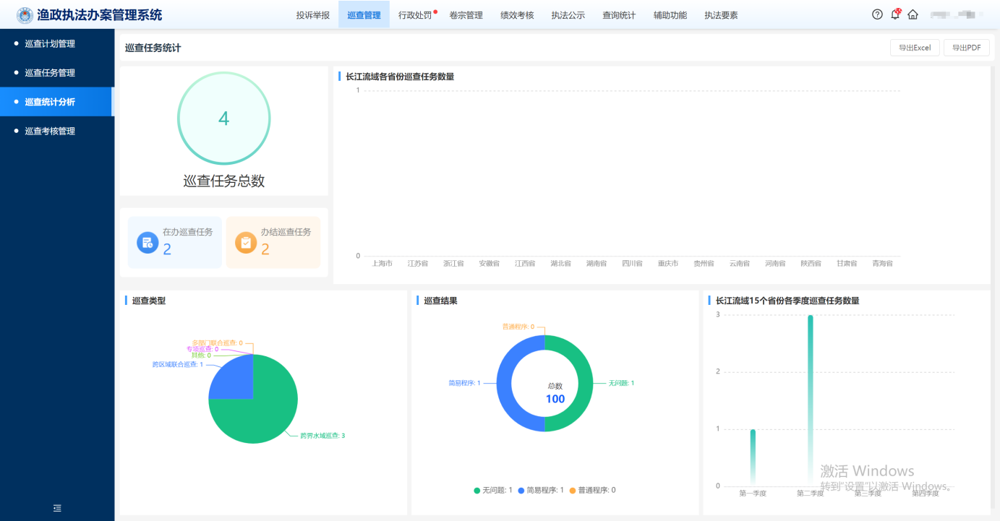 渔政执法办案管理系统
投诉举报 巡查管理 行政处罚 卷宗管理 绩效考核 执法公示 查询统计 辅助功能 执法要素
巡查计划管理
巡查任务管理
巡查统计分析
巡查考核管理
巡查任务统计
导出Excel 导出PDF
4
巡查任务总数
在办巡查任务
2
办结巡查任务
2
长江流域各省份巡查任务数量
1
0
上海市 江苏省 浙江省 安徽省 江西省 湖北省 湖南省 四川省 重庆市 贵州省 云南省 河南省 陕西省 甘肃省 青海省
巡查类型
多部门联合巡查: 0
专项巡查: 0
其他: 0
跨区域联合巡查: 1
跨界水域巡查: 3
巡查结果
普通程序: 0
简易程序: 1
无问题: 1
总数
100
无问题: 1 简易程序: 1 普通程序: 0
长江流域15个省份各季度巡查任务数量
3
2
1
0
第一季度 第二季度 第三季度 第四季度
激活 Windows
转到"设置"以激活 Windows。